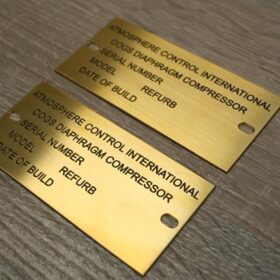 ATMOSPHERE CONTROL INTERNATIONAL
COGS DIAPHRAGM COMPRESSOR
SERIAL NUMBER
MODEL REFURB
DATE OF BUILD
ATMOSPHERE CONTROL INTERNATIONAL
COGS DIAPHRAGM COMPRESSOR
SERIAL NUMBER
MODEL REFURB
DATE OF BUILD